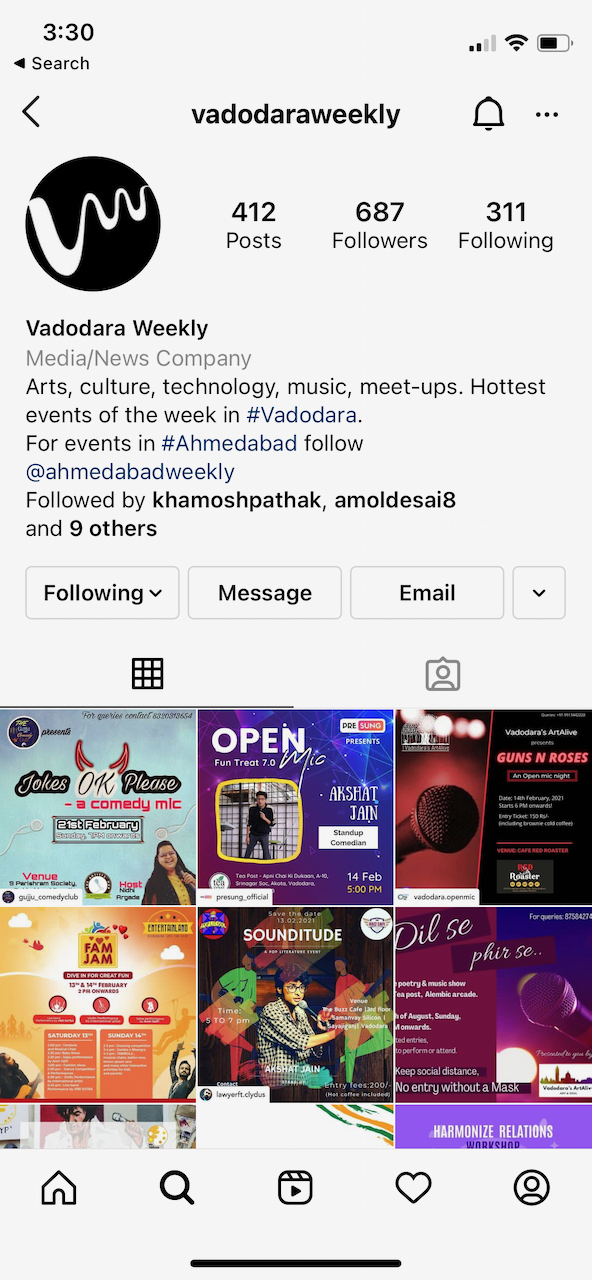 3:30
Search
vadodaraweekly
412
Posts
687
Followers
311
Following
Vadodara Weekly
Media/News Company
Arts, culture, technology, music, meet-ups. Hottest
events of the week in #Vadodara.
For events in #Ahmedabad follow
@ahmedabadweekly
Followed by khamoshpathak, amoldesai8
and 9 others
Following
Message
Email
For queries contact 6320313654
THE
presents
Jokes OK Please
- a comedy mic
21st February
Sunday, 7PM onwards
Venue
9 Parishram Society,
Host
Nidhi
Argade
gujju_comedyclub
PRE SUNG
PRESENTS
OPEN
Mic
Fun Treat 7.0
AKSHAT
JAIN
Standup
Comedian
Tea Post - Apni Chai Ki Dukaan, A-10,
Srinagar Soc, Akota, Vadodara,
14 Feb
5:00 PM
presung_official
Queries: +91 9913440228
Vadodara's ArtAlive
Vadodara's ArtAlive
presents
GUNS N ROSES
An Open mic night
Date: 14th February, 2021
Starts 6 PM onwards!
Entry Ticket: 150 Rs/-
(including brownie cold coffee)
VENUE: CAFE RED ROASTER
RED
Roaster
vadodara.openmic
ENTERTAINLAND
FAM
JAM
DIVE IN FOR GREAT FUN
13TH & 14TH FEBRUARY
2 PM ONWARDS
SATURDAY 13TH
SUNDAY 14TH
Save the date
13.02.2021
SOUNDITUDE
A POP LITERATURE EVENT
Time:
5 TO 7 pm
Venue
The Buzz Cafe (3rd floor
Samanvay Silicon (
Sayajigunj) Vadodara
AKSHAT JAIN
Contact
Entry fees:200/-
(Hot coffee included)
lawyerft.clydus
For queries: 87584274
Dil se
phir se..
poetry & music show
Tea post, Alembic arcade.
h of August, Sunday.
M onwards.
ted entries,
to perform or attend.
Presented to you by
Keep social distance,
No entry without a Mask
Vadodara's ArtAliv
HARMONIZE RELATIONS
WORKSHOP